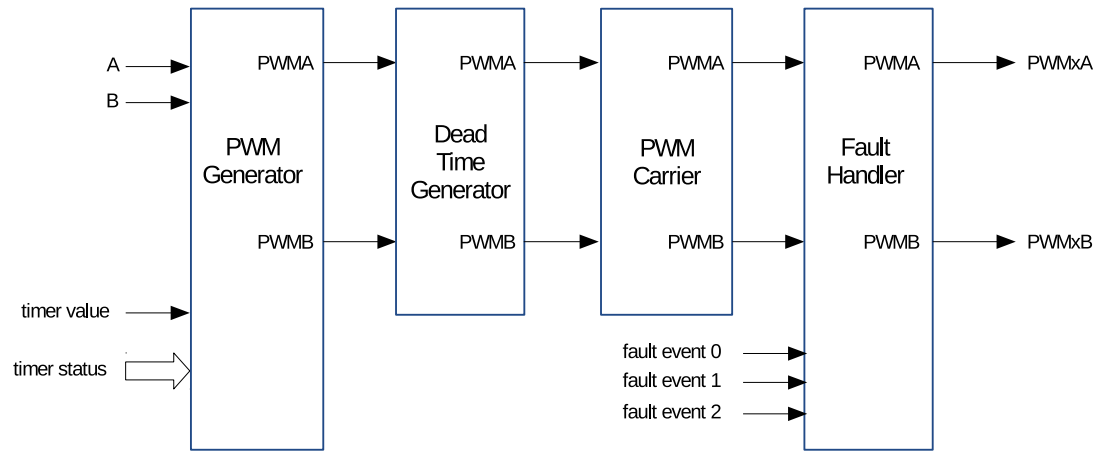 A
B
PWMA
PWM
Generator
PWMB
timer value
timer status
PWMA
Dead
Time
Generator
PWMB
PWMA
PWM
Carrier
PWMB
PWMA
Fault
Handler
PWMB
fault event 0
fault event 1
fault event 2
PWMxA
PWMxB